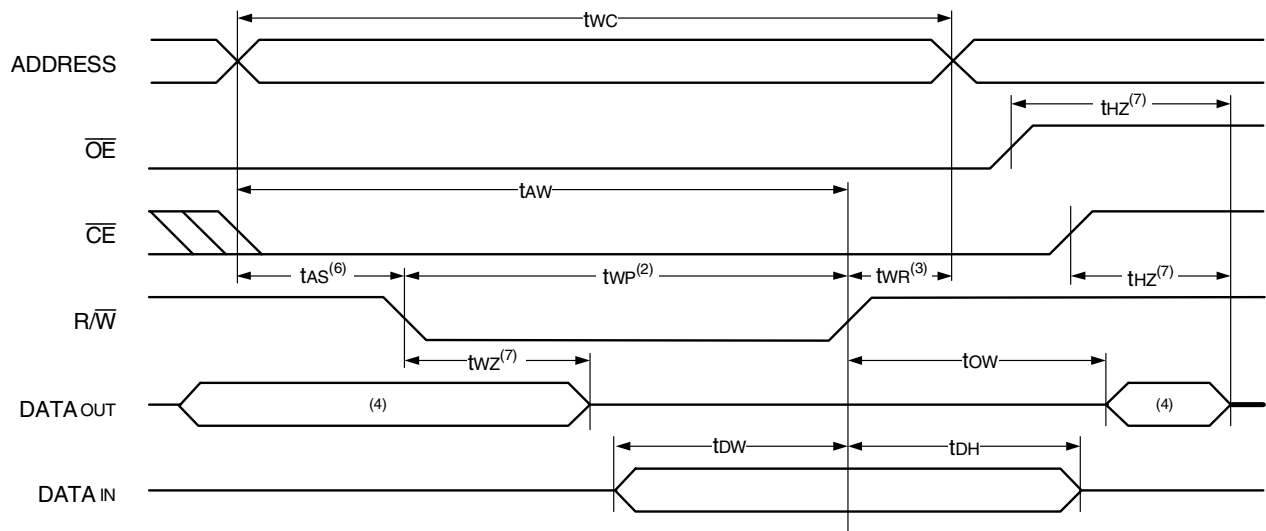 tWC
ADDRESS
tHZ(7)
OE
tAW
CE
tAS(6) tWP(2) tWR(3) tHZ(7)
R/W
tWZ(7) tOW
DATA OUT (4) (4)
tDW tDH
DATA IN